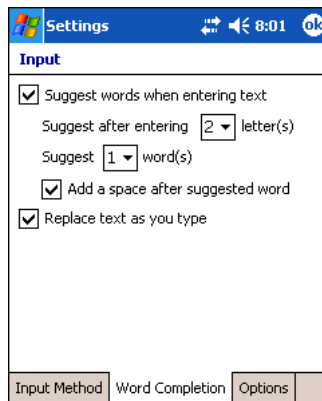 Settings 8:01 ok
Input
Suggest words when entering text
Suggest after entering 2 letter(s)
Suggest 1 word(s)
Add a space after suggested word
Replace text as you type
Input Method Word Completion Options